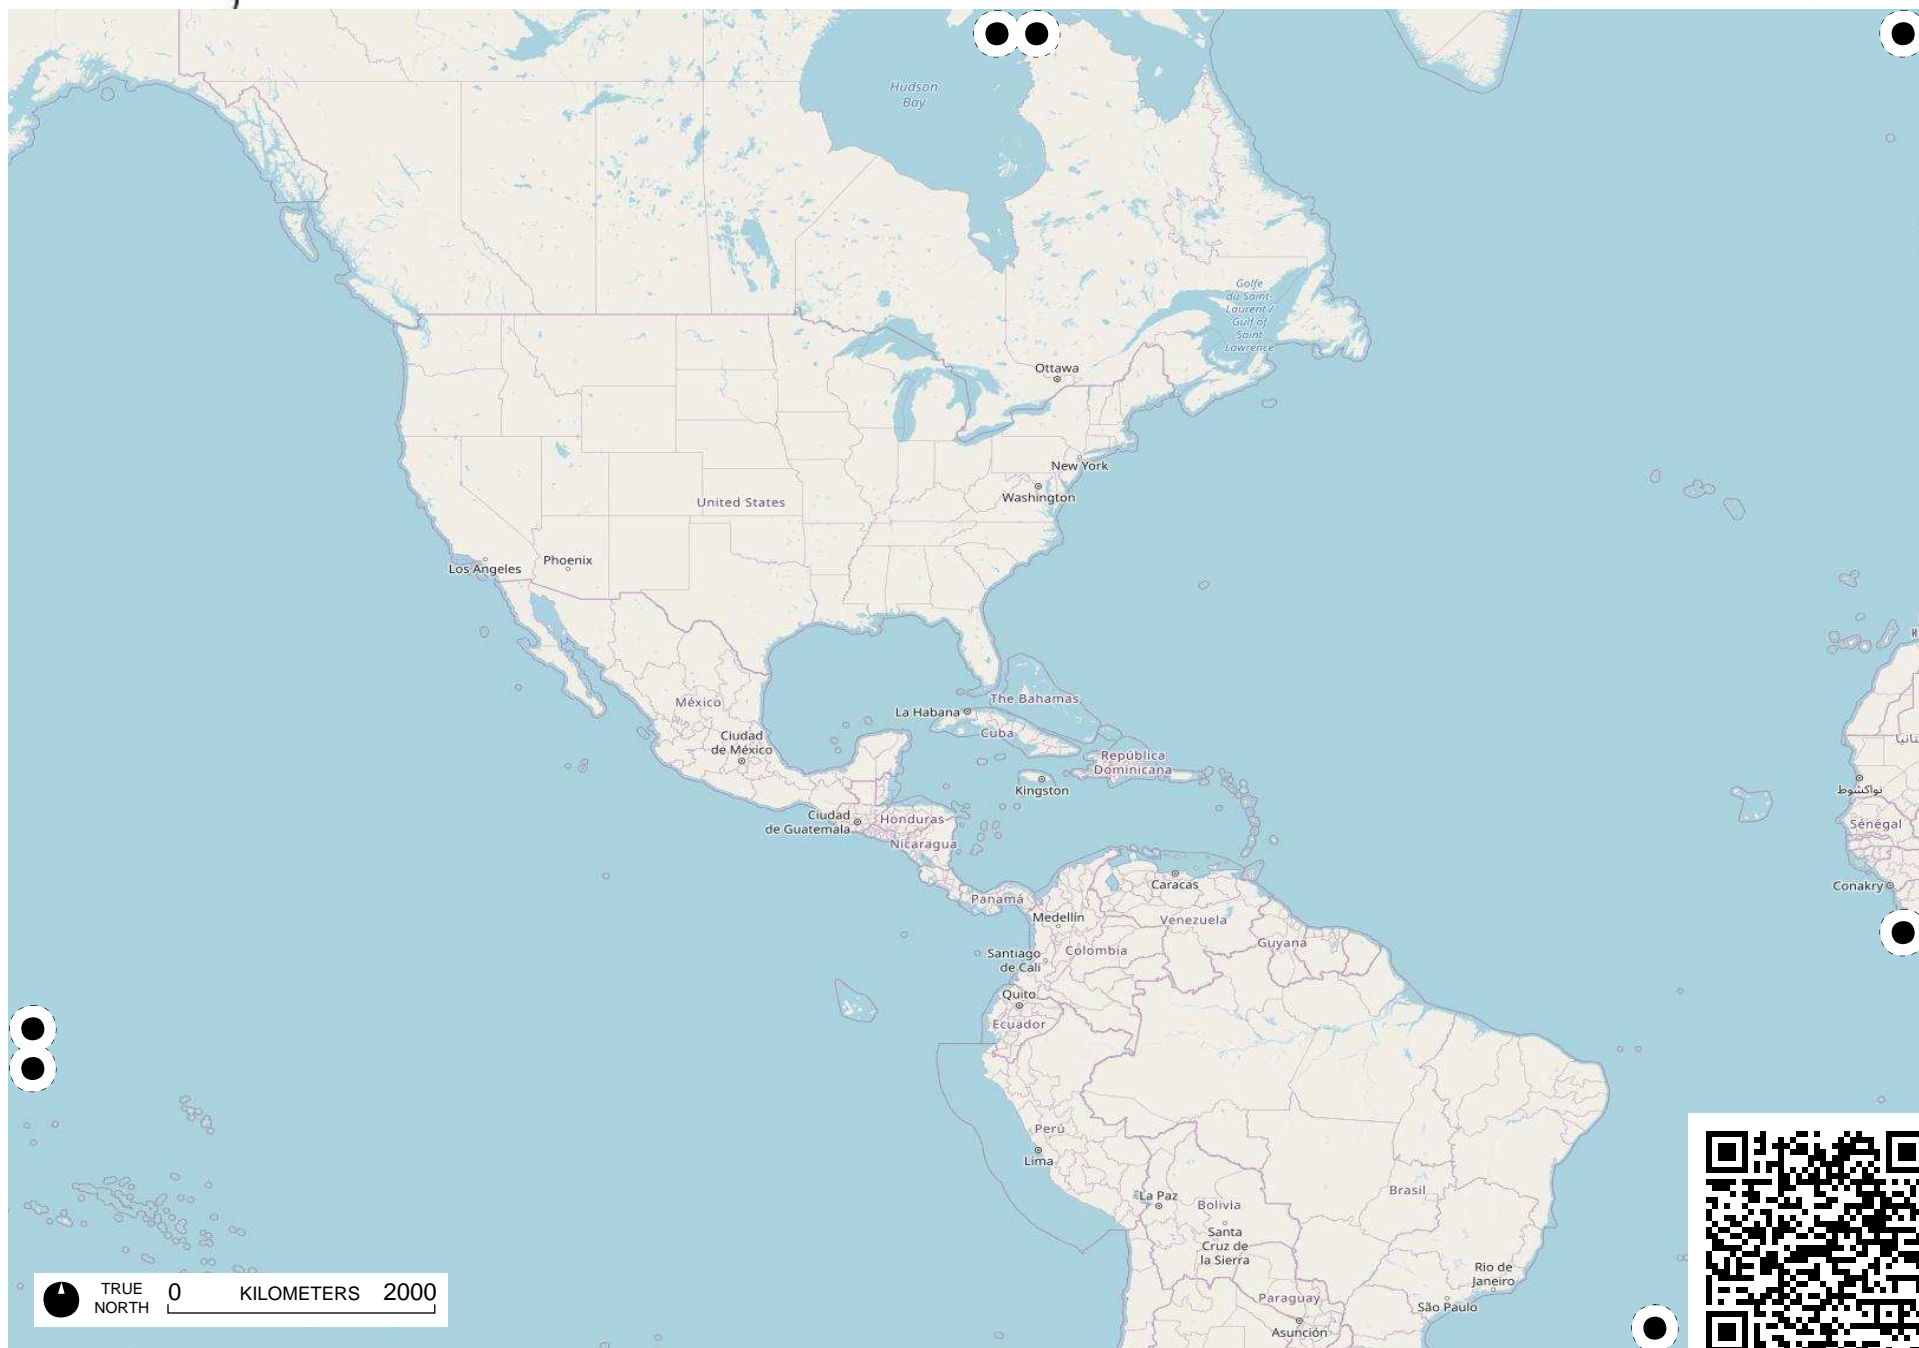 Hudson
Bay
Golfe
du Saint-
Laurent /
Gulf of
Saint
Lawrence
Ottawa
New York
Washington
United States
Los Angeles
Phoenix
México
Ciudad
de México
La Habana
The Bahamas
Cuba
República
Dominicana
Kingston
Ciudad
de Guatemala
Honduras
Nicaragua
نواكشوط
Sénégal
Conakry
Caracas
Panamá
Medellín
Venezuela
Guyana
Colombia
Santiago
de Cali
Quito
Ecuador
Perú
Lima
La Paz
Bolivia
Brasil
Santa
Cruz de
la Sierra
Rio de
Janeiro
São Paulo
Paraguay
Asunción
TRUE
NORTH
0 KILOMETERS 2000